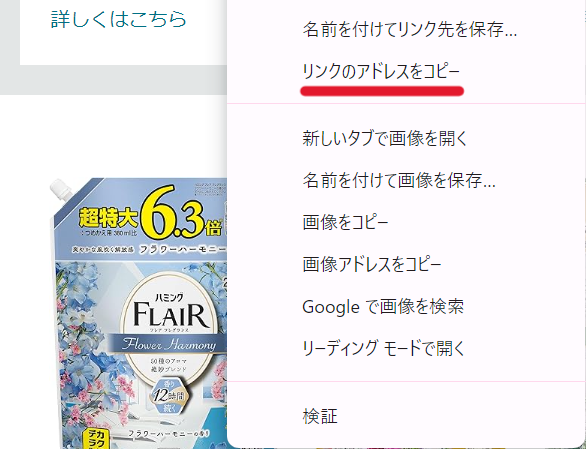 詳しくはこちら
名前を付けてリンク先を保存...
リンクのアドレスをコピー
新しいタブで画像を開く
名前を付けて画像を保存...
画像をコピー
画像アドレスをコピー
Google で画像を検索
リーディング モードで開く
検証
超特大6.3倍
つめかえ用380ml比
爽やかな風吹く解放感 フラワーハーモニー
ハミング
FLAIR
フレア フレグランス
Flower Harmony
50種のアロマ
絶妙ブレンド
香り
12時間
続く
フラワーハーモニーの香り
デカ
ラク